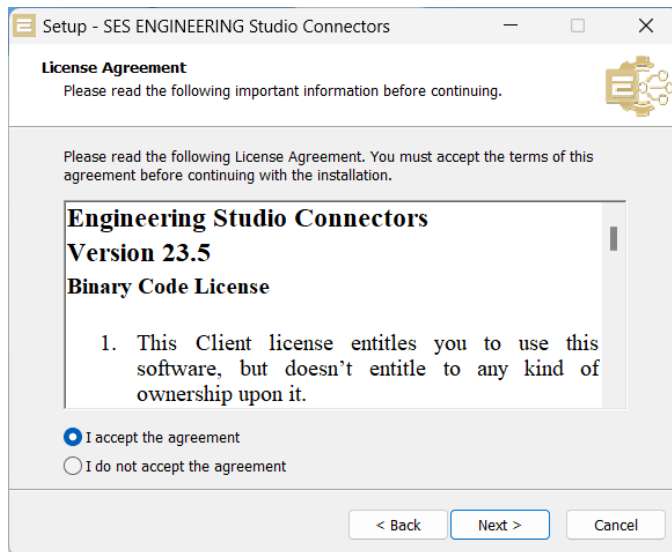 Setup - SES ENGINEERING Studio Connectors
License Agreement
Please read the following important information before continuing.
Please read the following License Agreement. You must accept the terms of this
agreement before continuing with the installation.
Engineering Studio Connectors
Version 23.5
Binary Code License
1. This Client license entitles you to use this
software, but doesn't entitle to any kind of
ownership upon it.
I accept the agreement
I do not accept the agreement
< Back Next > Cancel